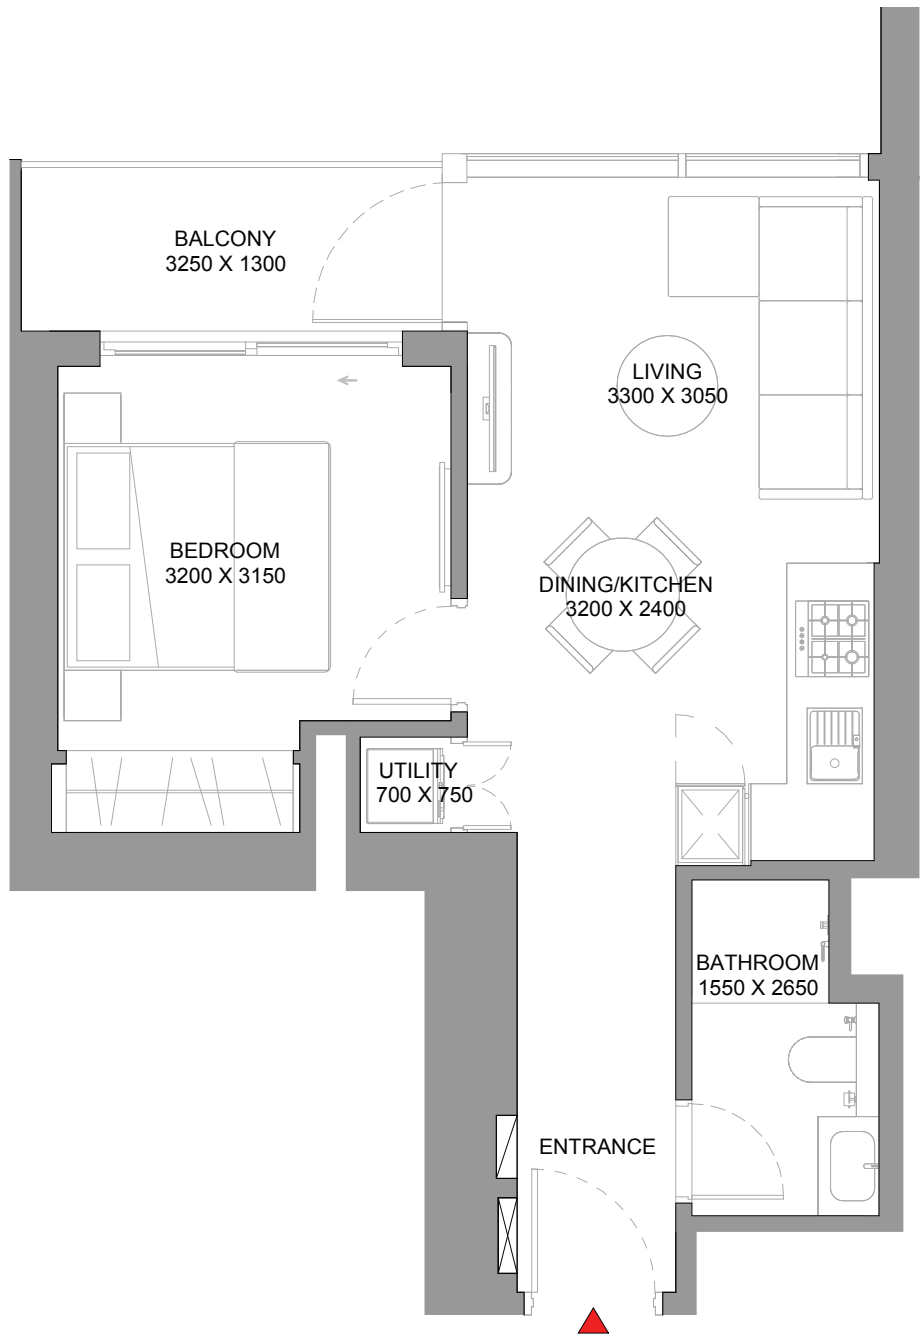 BALCONY
3250 X 1300
LIVING
3300 X 3050
BEDROOM
3200 X 3150
DINING/KITCHEN
3200 X 2400
UTILITY
700 X 750
BATHROOM
1550 X 2650
ENTRANCE